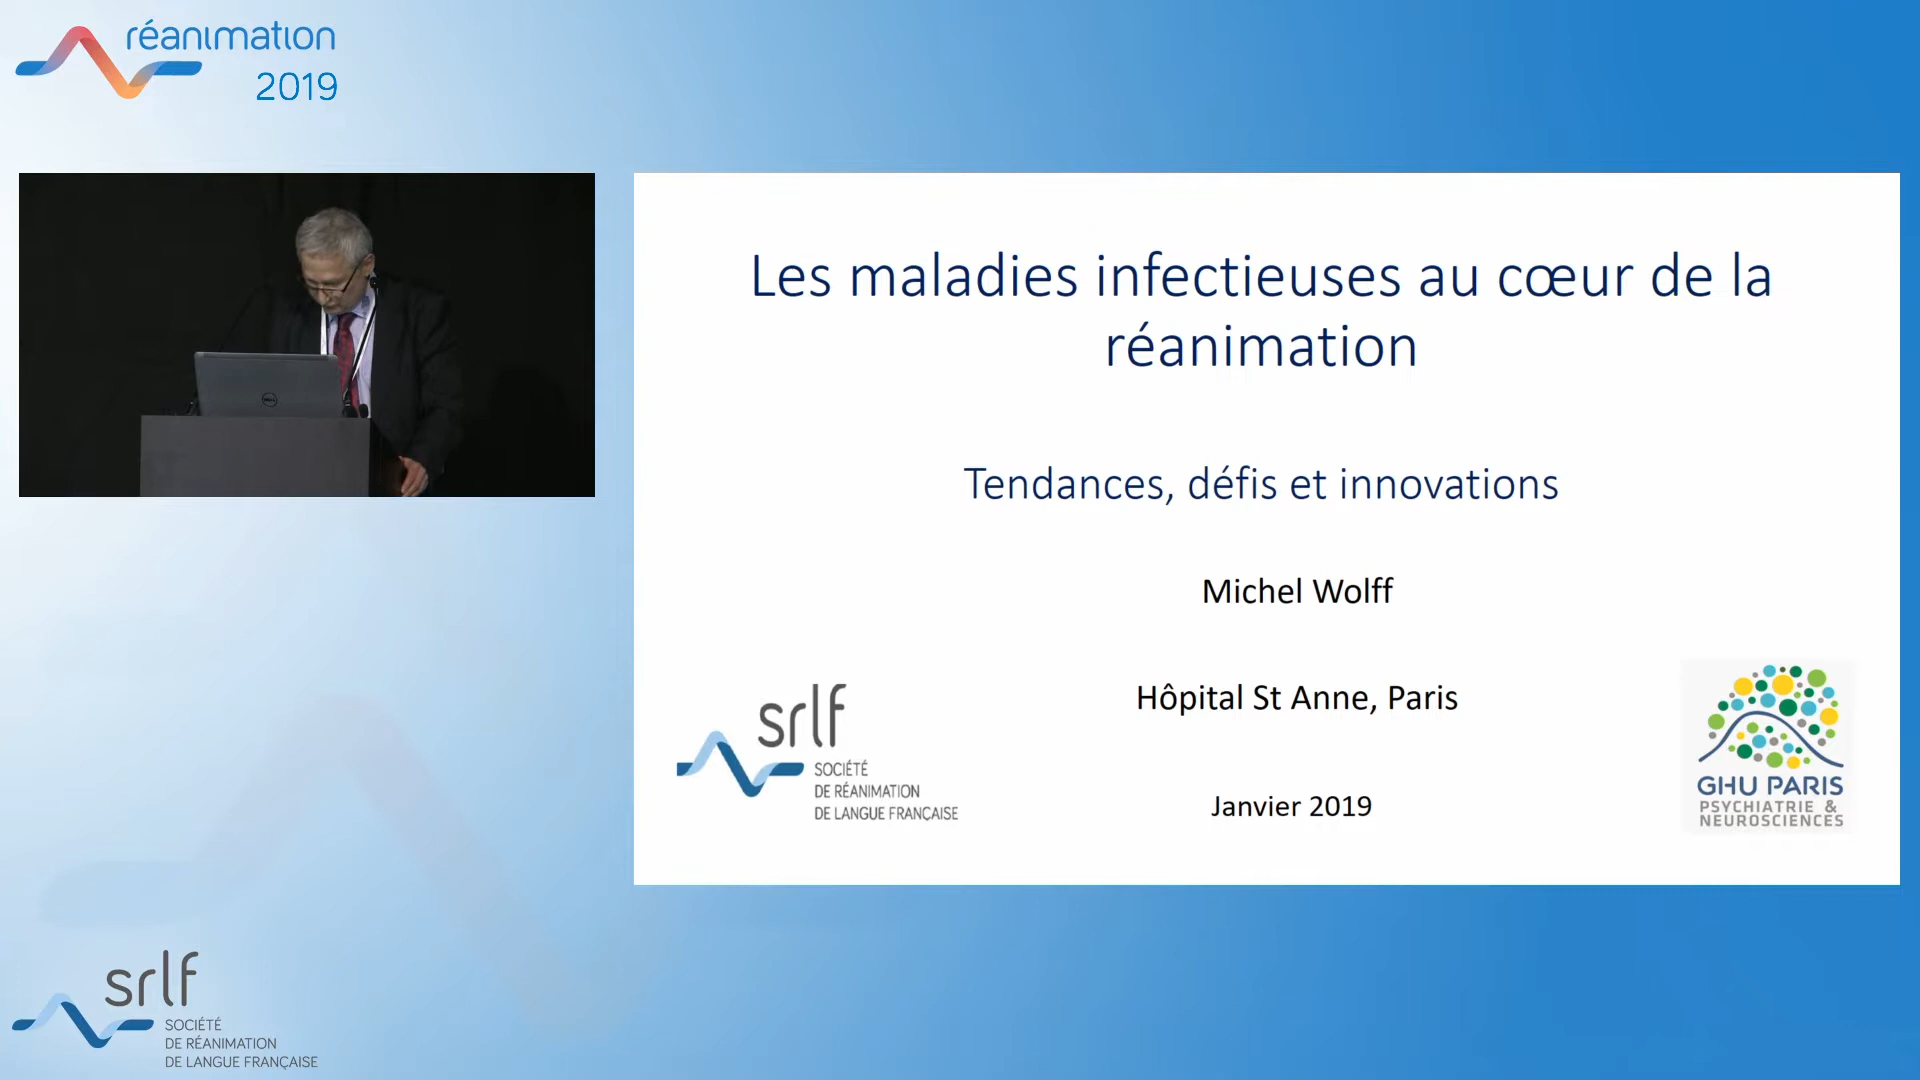 réanimation
2019
Les maladies infectieuses au cœur de la
réanimation
Tendances, défis et innovations
Michel Wolff
Hôpital St Anne, Paris
Janvier 2019
srlf
SOCIÉTÉ
DE RÉANIMATION
DE LANGUE FRANÇAISE
GHU PARIS
PSYCHIATRIE &
NEUROSCIENCES
DELL
srlf
SOCIÉTÉ
DE RÉANIMATION
DE LANGUE FRANÇAISE